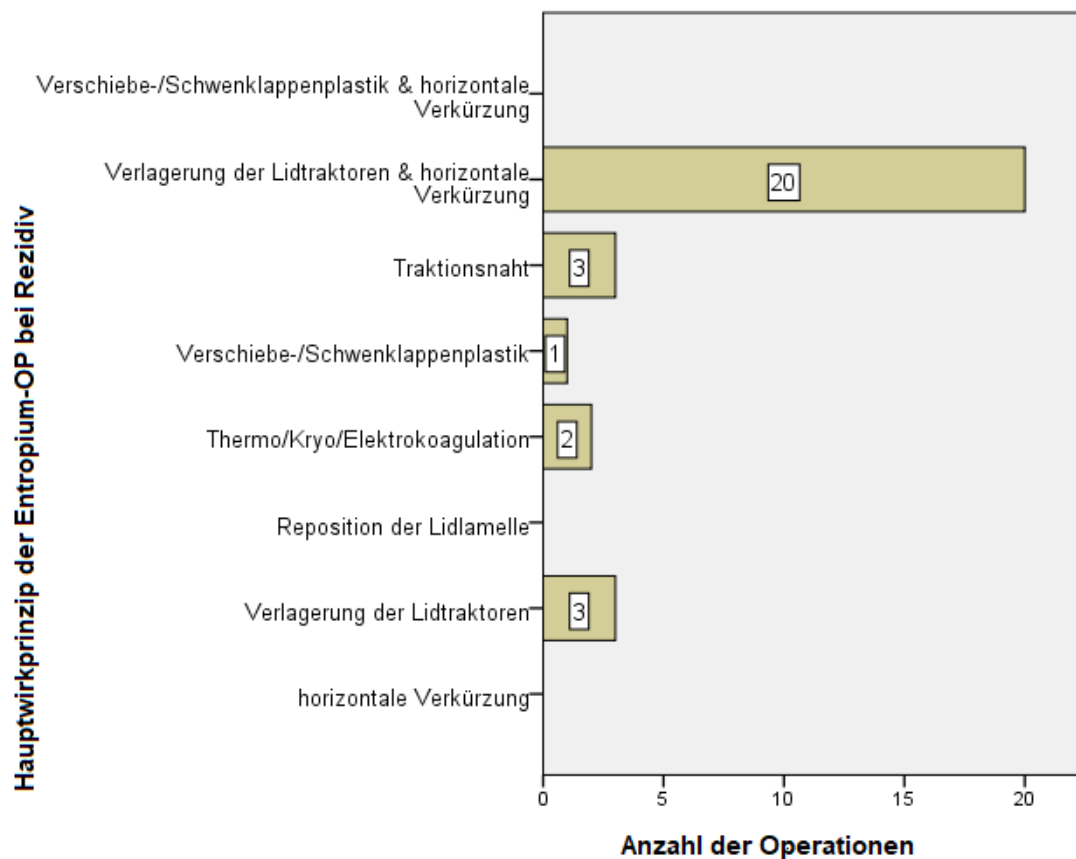 Hauptwirkprinzip der Entropium-OP bei Rezidiv
Verschiebe-/Schwenklappenplastik & horizontale
Verkürzung
Verlagerung der Lidtraktoren & horizontale
Verkürzung
20
Traktionsnaht
3
Verschiebe-/Schwenklappenplastik
1
Thermo/Kryo/Elektrokoagulation
2
Reposition der Lidlamelle
Verlagerung der Lidtraktoren
3
horizontale Verkürzung
0 5 10 15 20
Anzahl der Operationen